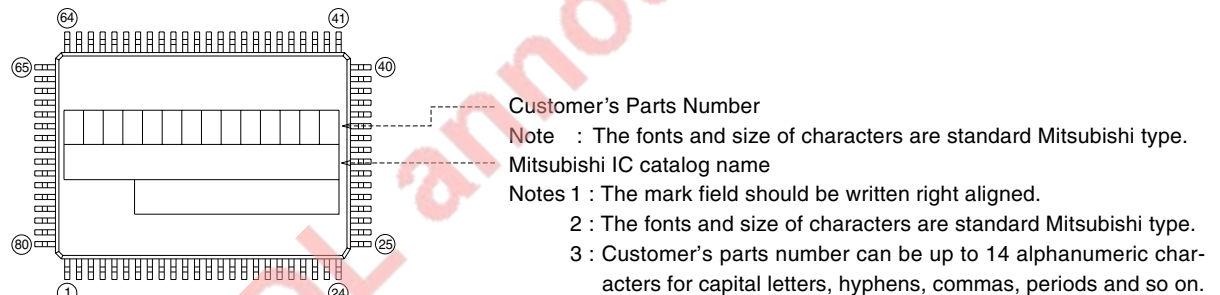 64
41
65
40
Customer's Parts Number
Note : The fonts and size of characters are standard Mitsubishi type.
Mitsubishi IC catalog name
Notes 1 : The mark field should be written right aligned.
2 : The fonts and size of characters are standard Mitsubishi type.
80
25
3 : Customer's parts number can be up to 14 alphanumeric char-
acters for capital letters, hyphens, commas, periods and so on.
1
24